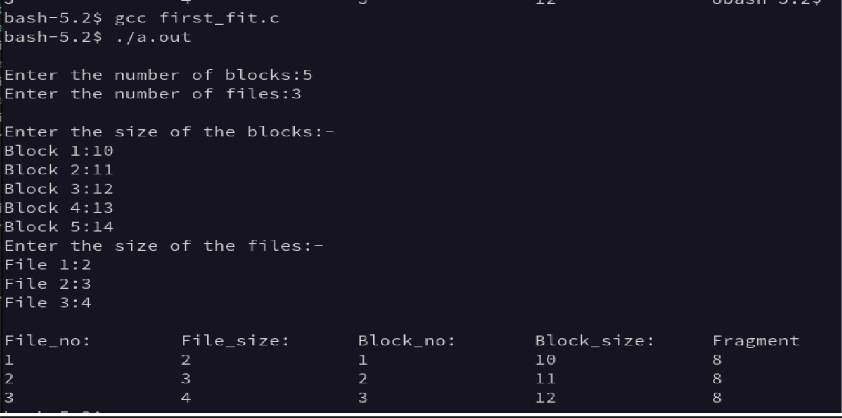 bash-5.2$ gcc first_fit.c
bash-5.2$ ./a.out
Enter the number of blocks:5
Enter the number of files:3
Enter the size of the blocks:-
Block 1:10
Block 2:11
Block 3:12
Block 4:13
Block 5:14
Enter the size of the files:-
File 1:2
File 2:3
File 3:4
File_no: File_size: Block_no: Block_size: Fragment
1 2 1 10 8
2 3 2 11 8
3 4 3 12 8